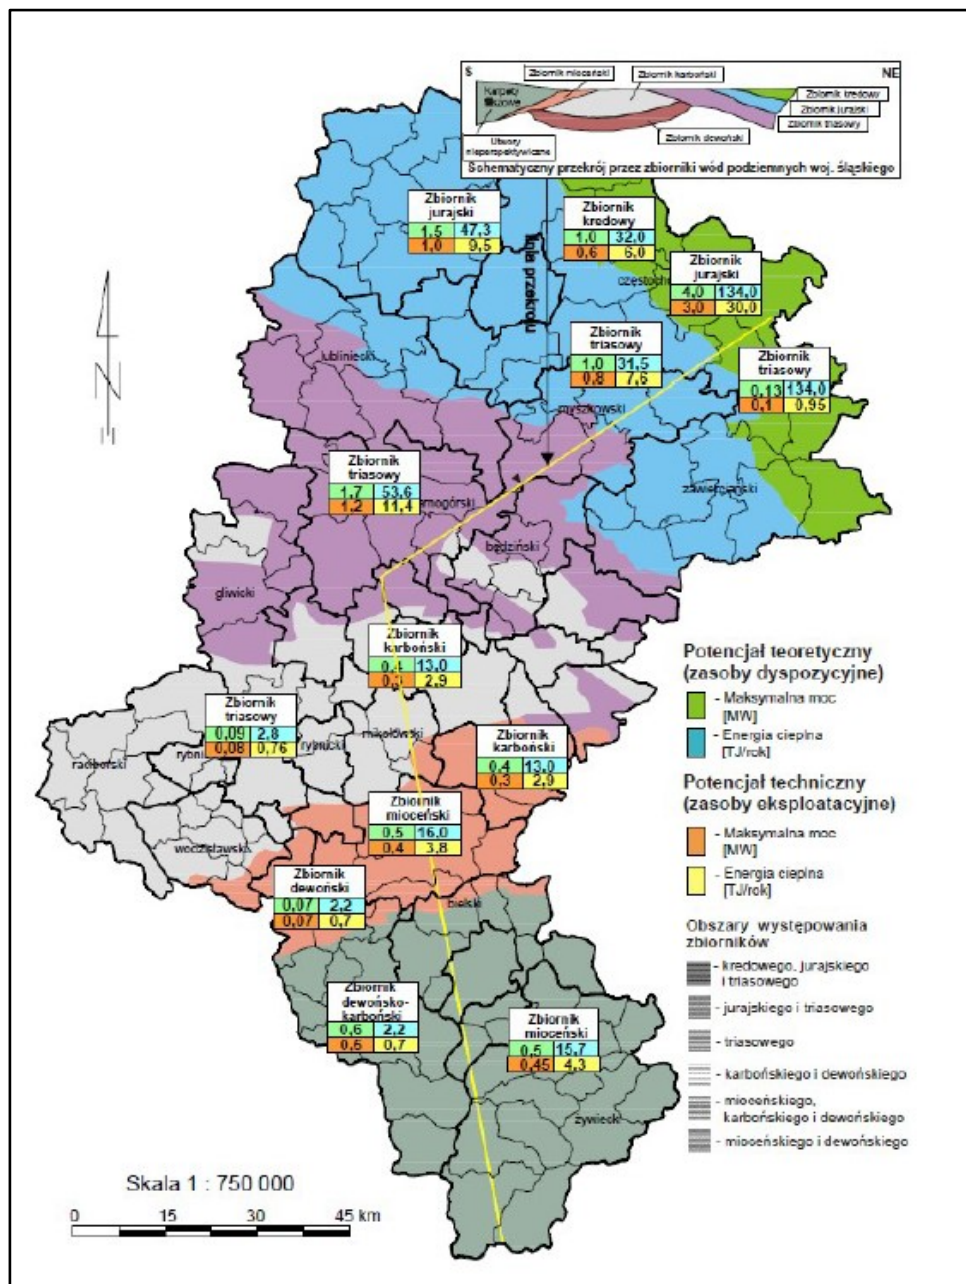 S
NE
Zbiornik mioceński
Zbiornik karboński
Karpaty
fliszowe
Zbiornik kredowy
Zbiornik jurajski
Zbiornik triasowy
Zbiornik dewoński
Utwory
nieperspektywiczne
Schematyczny przekrój przez zbiorniki wód podziemnych woj. śląskiego
Zbiornik
jurajski
1,5 47,3
1,0 9,5
Zbiornik
kredowy
1,0 32,0
0,6 6,0
linia przekroju
Zbiornik
jurajski
częstocho
4,0 134,0
3,0 30,0
N
Zbiornik
triasowy
1,0 31,5
0,8 7,6
lubliniecki
Zbiornik
triasowy
0,13 134,0
0,1 0,95
myszkowski
Zbiornik
triasowy
1,7 53,6
1,2 11,4
rnogórski
zawierciański
będziński
gliwicki
Zbiornik
karboński
0,4 13,0
0,3 2,9
Potencjał teoretyczny
(zasoby dyspozycyjne)
- Maksymalna moc
[MW]
- Energia cieplna
[TJ/rok]
Zbiornik
triasowy
0,09 2,8
0,08 0,76
raciborski
rybni
rybnicki
mikołowski
Zbiornik
karboński
0,4 13,0
0,3 2,9
Potencjał techniczny
(zasoby eksploatacyjne)
- Maksymalna moc
[MW]
- Energia cieplna
[TJ/rok]
Zbiornik
mioceński
0,5 16,0
0,4 3,8
wodzisławski
Zbiornik
dewoński
0,07 2,2
0,07 0,7
bielski
Obszary występowania
zbiorników
- kredowego, jurajskiego
i triasowego
- jurajskiego i triasowego
- triasowego
- karbońskiego i dewońskiego
- mioceńskiego,
karbońskiego i dewońskiego
- mioceńskiego i dewońskiego
Zbiornik
dewońsko-
karboński
0,6 2,2
0,5 0,7
Zbiornik
mioceński
0,5 15,7
0,45 4,3
żywiecki
Skala 1 : 750 000
0 15 30 45 km